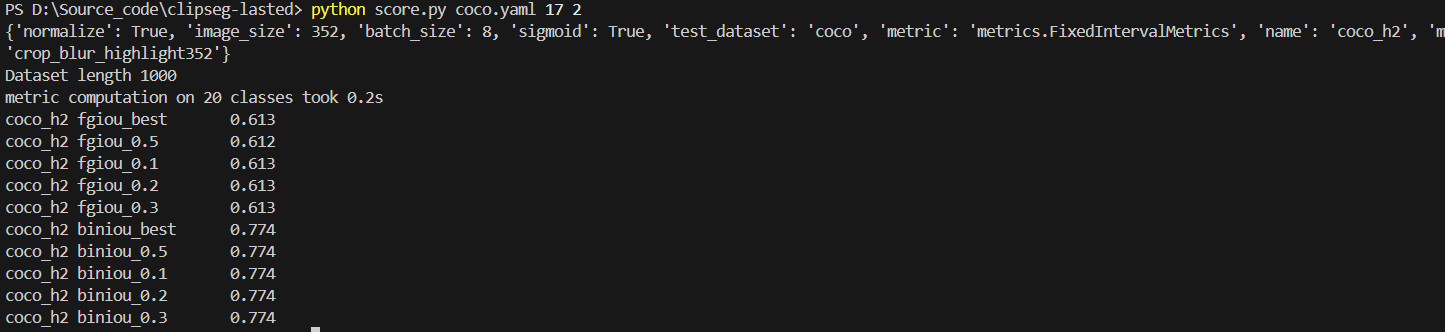 PS D:\Source_code\clipseg-lasted> python score.py coco.yaml 17 2
{'normalize': True, 'image_size': 352, 'batch_size': 8, 'sigmoid': True, 'test_dataset': 'coco', 'metric': 'metrics.FixedIntervalMetrics', 'name': 'coco_h2', 'm
'crop_blur_highlight352'}
Dataset length 1000
metric computation on 20 classes took 0.2s
coco_h2 fgiou_best 0.613
coco_h2 fgiou_0.5 0.612
coco_h2 fgiou_0.1 0.613
coco_h2 fgiou_0.2 0.613
coco_h2 fgiou_0.3 0.613
coco_h2 biniou_best 0.774
coco_h2 biniou_0.5 0.774
coco_h2 biniou_0.1 0.774
coco_h2 biniou_0.2 0.774
coco_h2 biniou_0.3 0.774